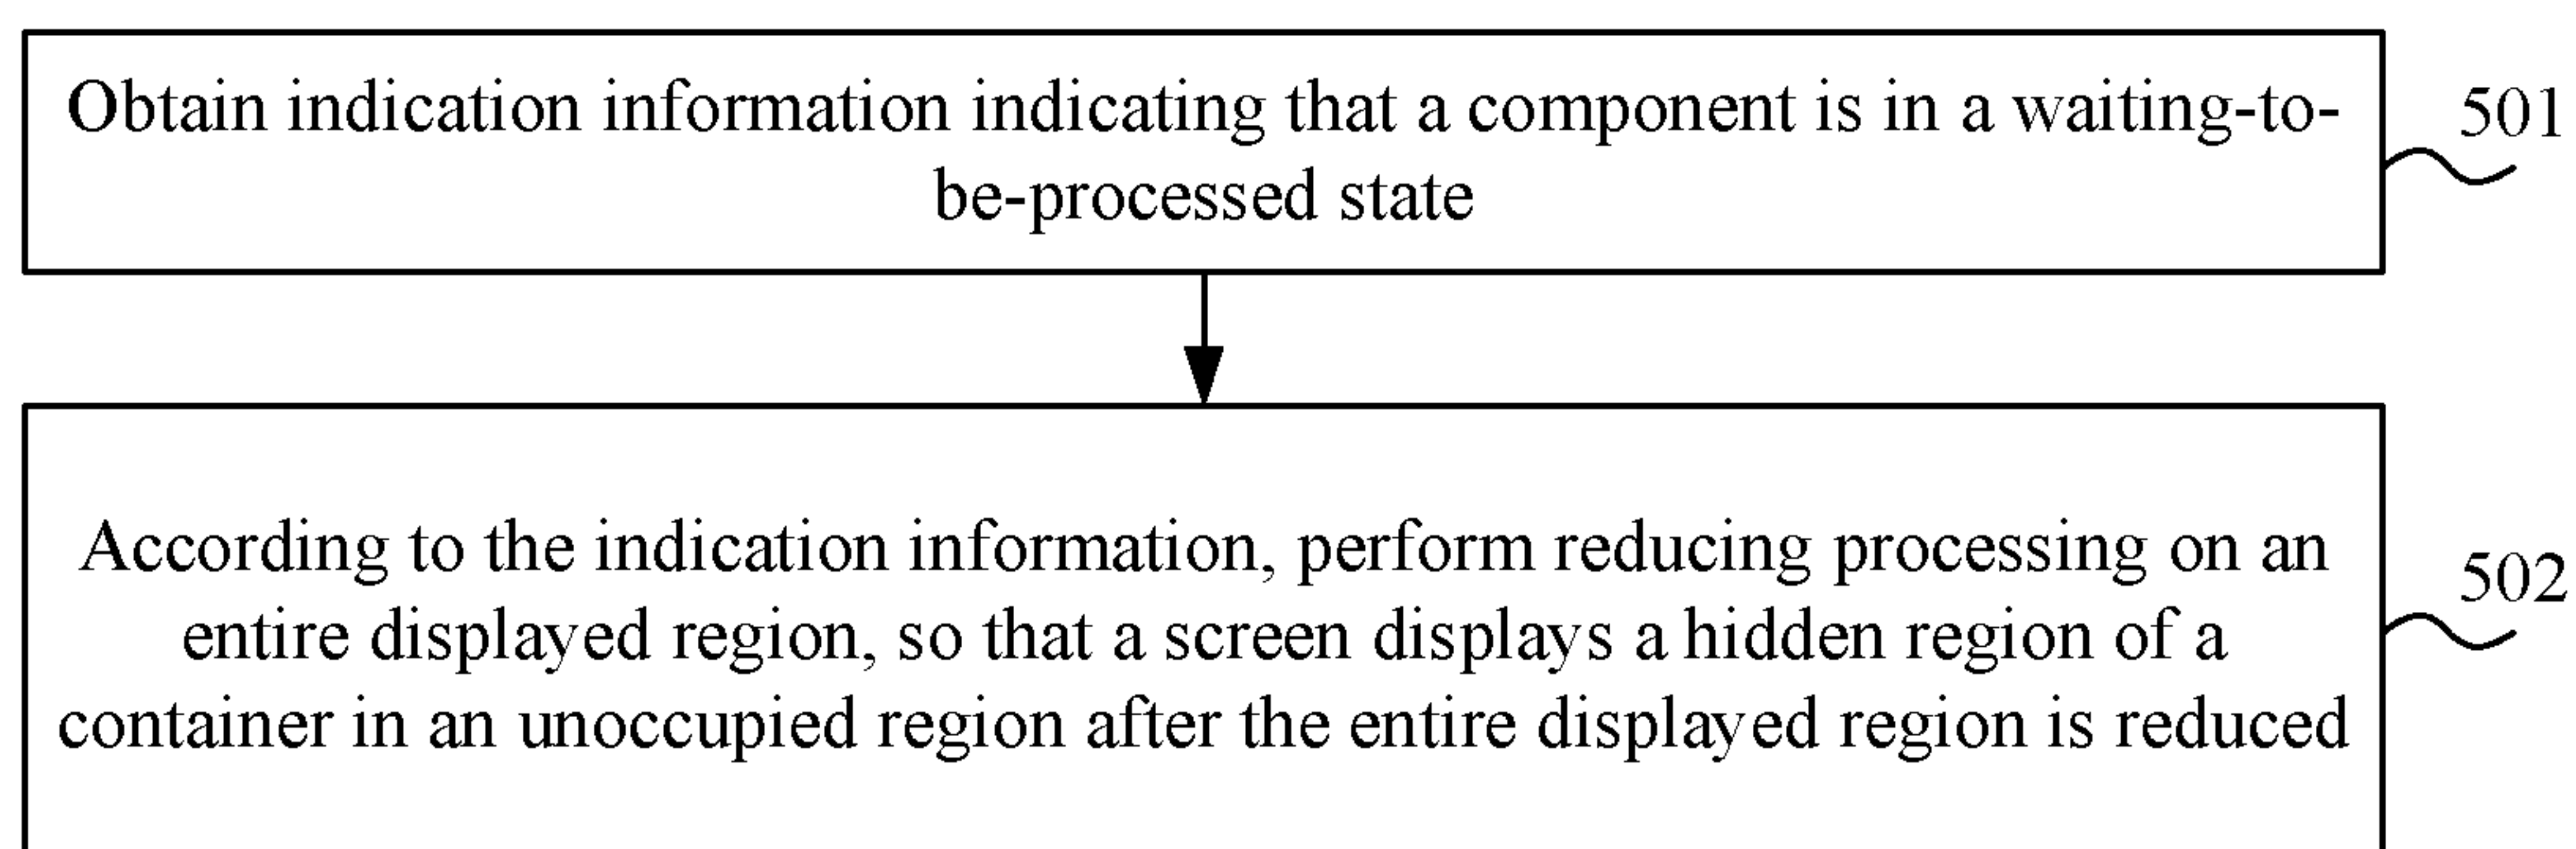 Obtain indication information indicating that a component is in a waiting-to-
be-processed state
501
According to the indication information, perform reducing processing on an
entire displayed region, so that a screen displays a hidden region of a
container in an unoccupied region after the entire displayed region is reduced
502